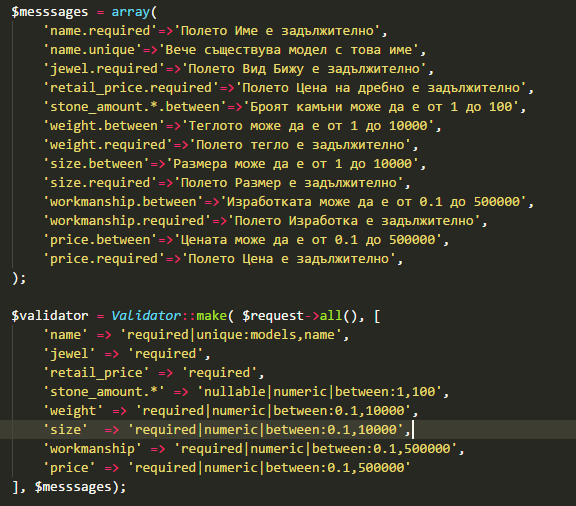 $messsages = array(
'name.required'=>'Полето Име е задължително',
'name.unique'=>'Вече съществува модел с това име',
'jewel.required'=>'Полето Вид Бижу е задължително',
'retail_price.required'=>'Полето Цена на дребно е задължително',
'stone_amount.*.between'=>'Броят камъни може да е от 1 до 100',
'weight.between'=>'Теглото може да е от 1 до 10000',
'weight.required'=>'Полето тегло е задължително',
'size.between'=>'Размера може да е от 1 до 10000',
'size.required'=>'Полето Размер е задължително',
'workmanship.between'=>'Изработката може да е от 0.1 до 500000',
'workmanship.required'=>'Полето Изработка е задължително',
'price.between'=>'Цената може да е от 0.1 до 500000',
'price.required'=>'Полето Цена е задължително',
);
$validator = Validator::make( $request->all(), [
'name' => 'required|unique:models,name',
'jewel' => 'required',
'retail_price' => 'required',
'stone_amount.*' => 'nullable|numeric|between:1,100',
'weight' => 'required|numeric|between:0.1,10000',
'size'  => 'required|numeric|between:0.1,10000',
'workmanship' => 'required|numeric|between:0.1,500000',
'price' => 'required|numeric|between:0.1,500000'
], $messsages);